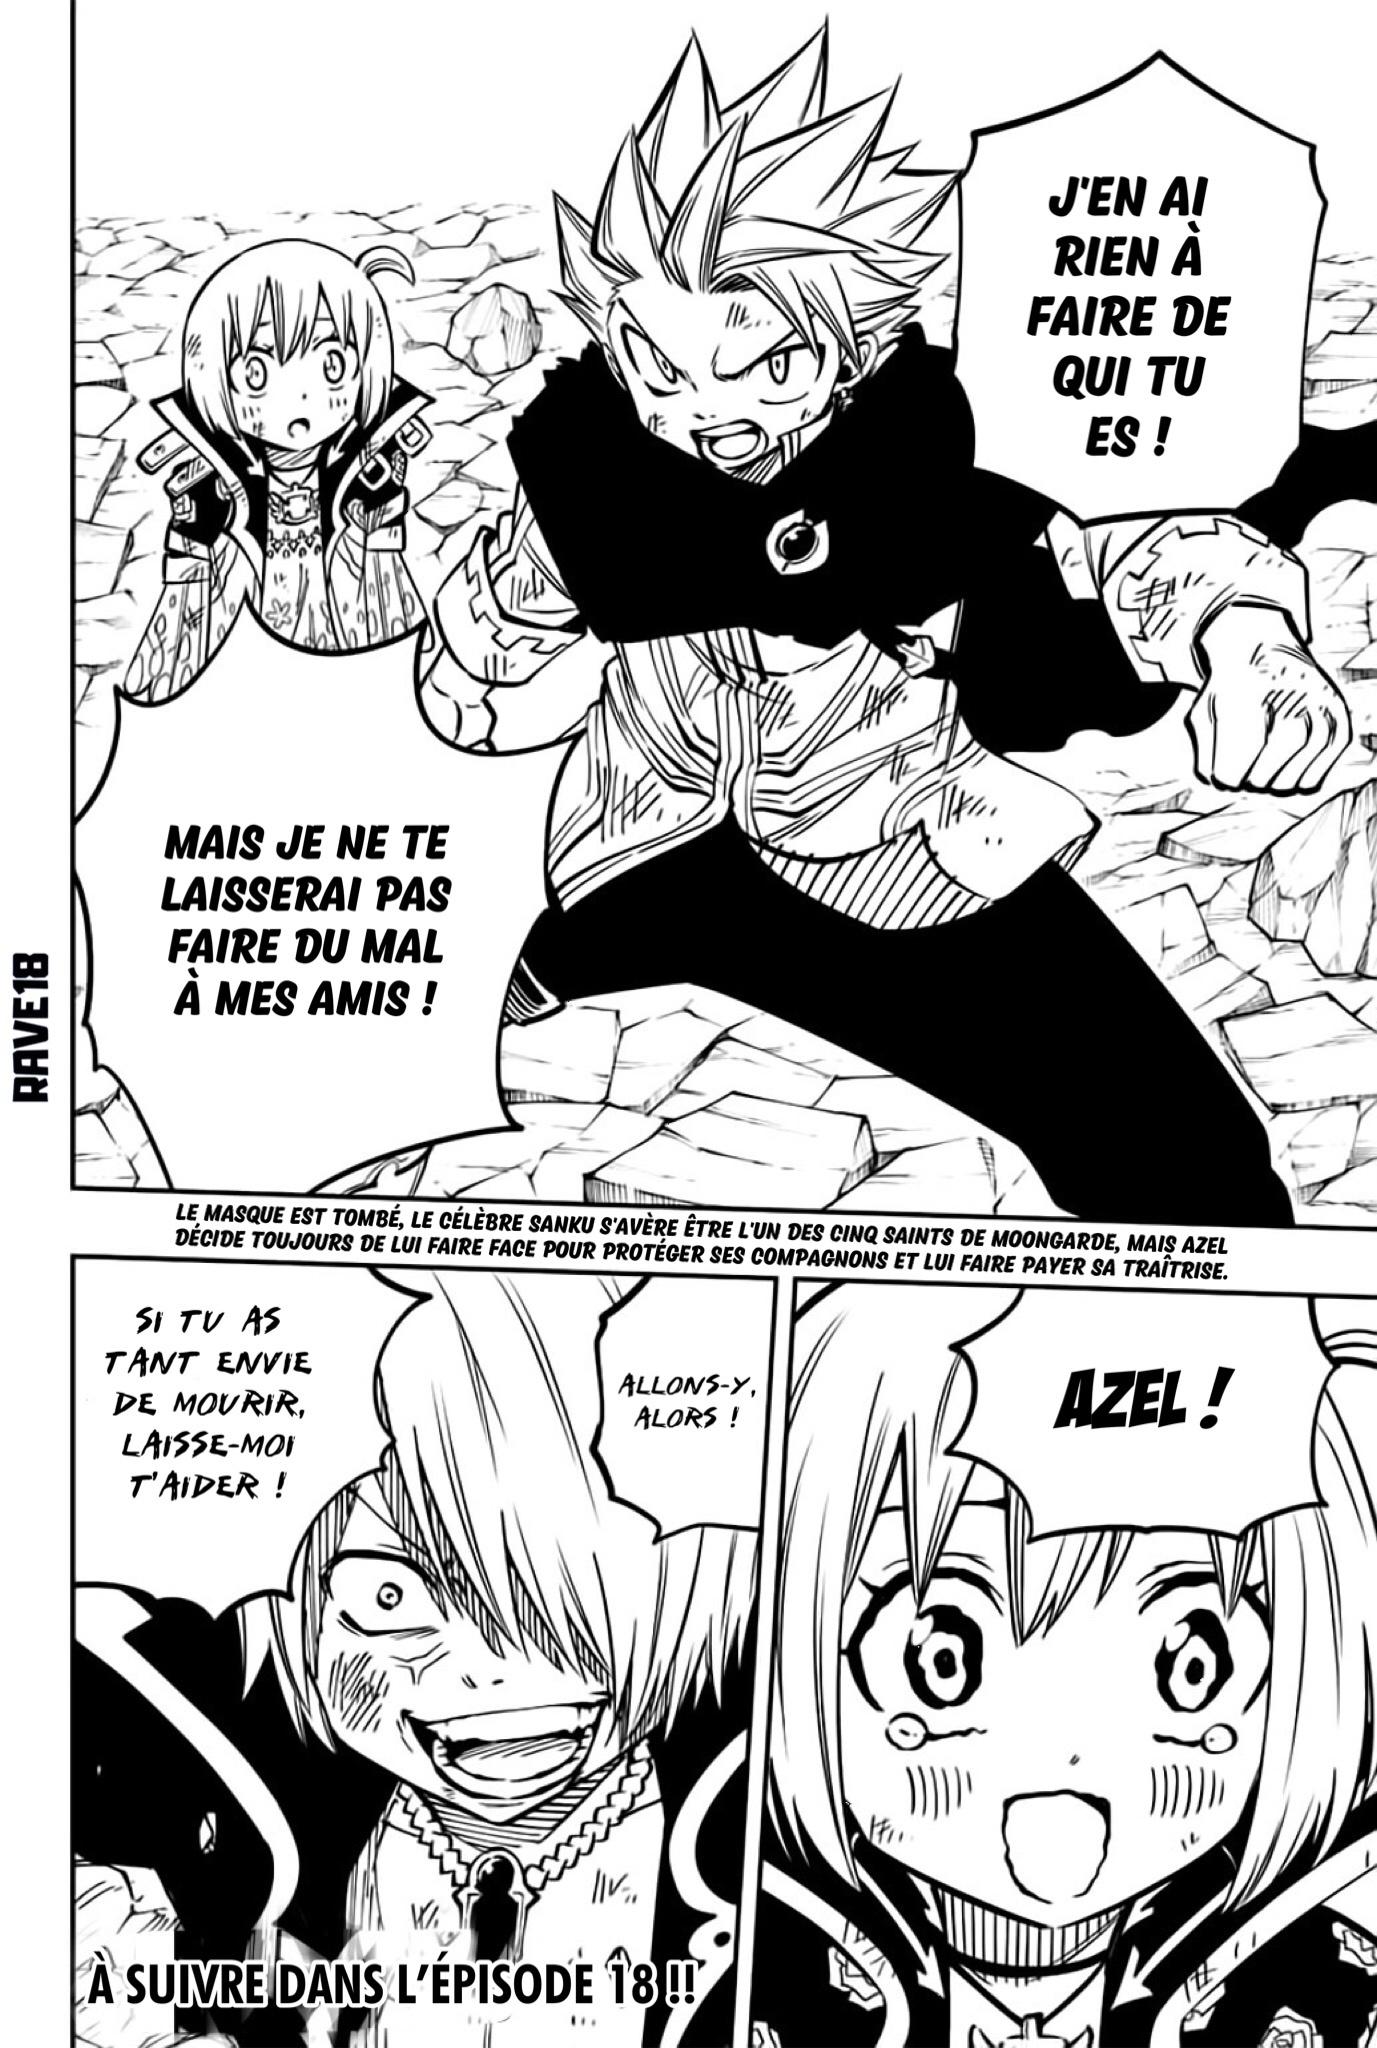 J'EN AI
RIEN À
FAIRE DE
QUI TU
ES !
MAIS JE NE TE
LAISSERAI PAS
FAIRE DU MAL
À MES AMIS !
RAVE18
LE MASQUE EST TOMBÉ, LE CÉLÈBRE SANKU S'AVÈRE ÊTRE L'UN DES CINQ SAINTS DE MOONGARDE, MAIS AZEL
DÉCIDE TOUJOURS DE LUI FAIRE FACE POUR PROTÉGER SES COMPAGNONS ET LUI FAIRE PAYER SA TRAÎTRISE.
SI TU AS
TANT ENVIE
DE MOURIR,
LAISSE-MOI
T'AIDER !
ALLONS-Y,
ALORS !
AZEL !
À SUIVRE DANS L'ÉPISODE 18 !!